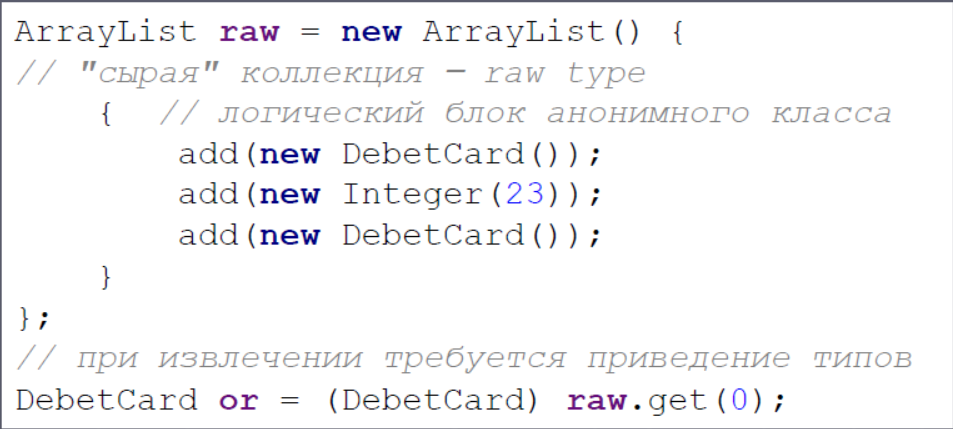 ArrayList raw = new ArrayList() {
// "сырая" коллекция – raw type
{ // логический блок анонимного класса
add(new DebetCard());
add(new Integer(23));
add(new DebetCard());
}
};
// при извлечении требуется приведение типов
DebetCard or = (DebetCard) raw.get(0);